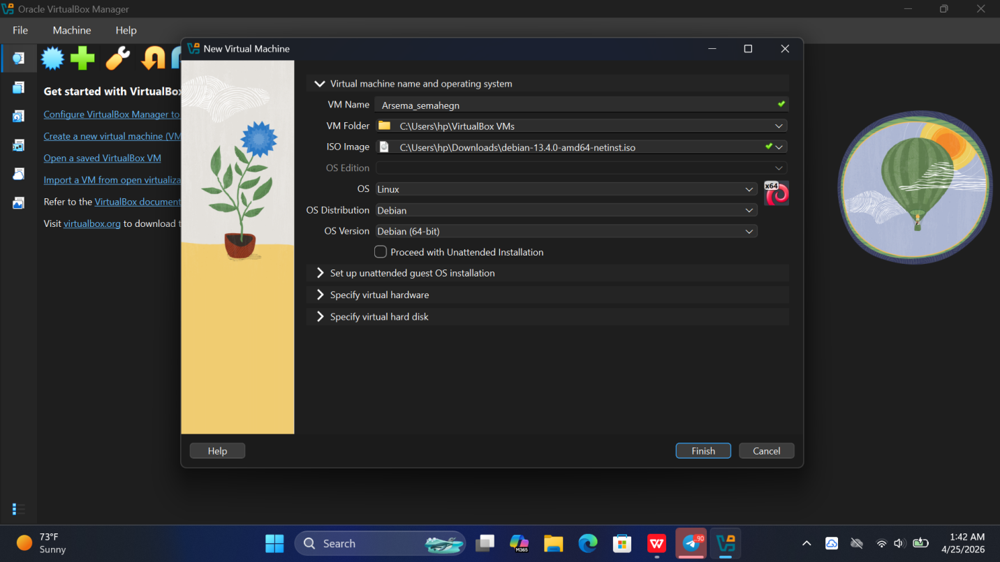 Oracle VirtualBox Manager
File Machine Help
New Virtual Machine
Get started with VirtualBo
Configure VirtualBox Manager to
Create a new virtual machine (VM
Open a saved VirtualBox VM
Import a VM from open virtualiza
Refer to the VirtualBox document
Visit virtualbox.org to download t
Virtual machine name and operating system
VM Name Arsema_semahegn
VM Folder C:\Users\hp\VirtualBox VMs
ISO Image C:\Users\hp\Downloads\debian-13.4.0-amd64-netinst.iso
OS Edition
OS Linux
x64
OS Distribution Debian
OS Version Debian (64-bit)
Proceed with Unattended Installation
Set up unattended guest OS installation
Specify virtual hardware
Specify virtual hard disk
Help Finish Cancel
73°F
Sunny
Search
M365
W
90
1:42 AM
4/25/2026